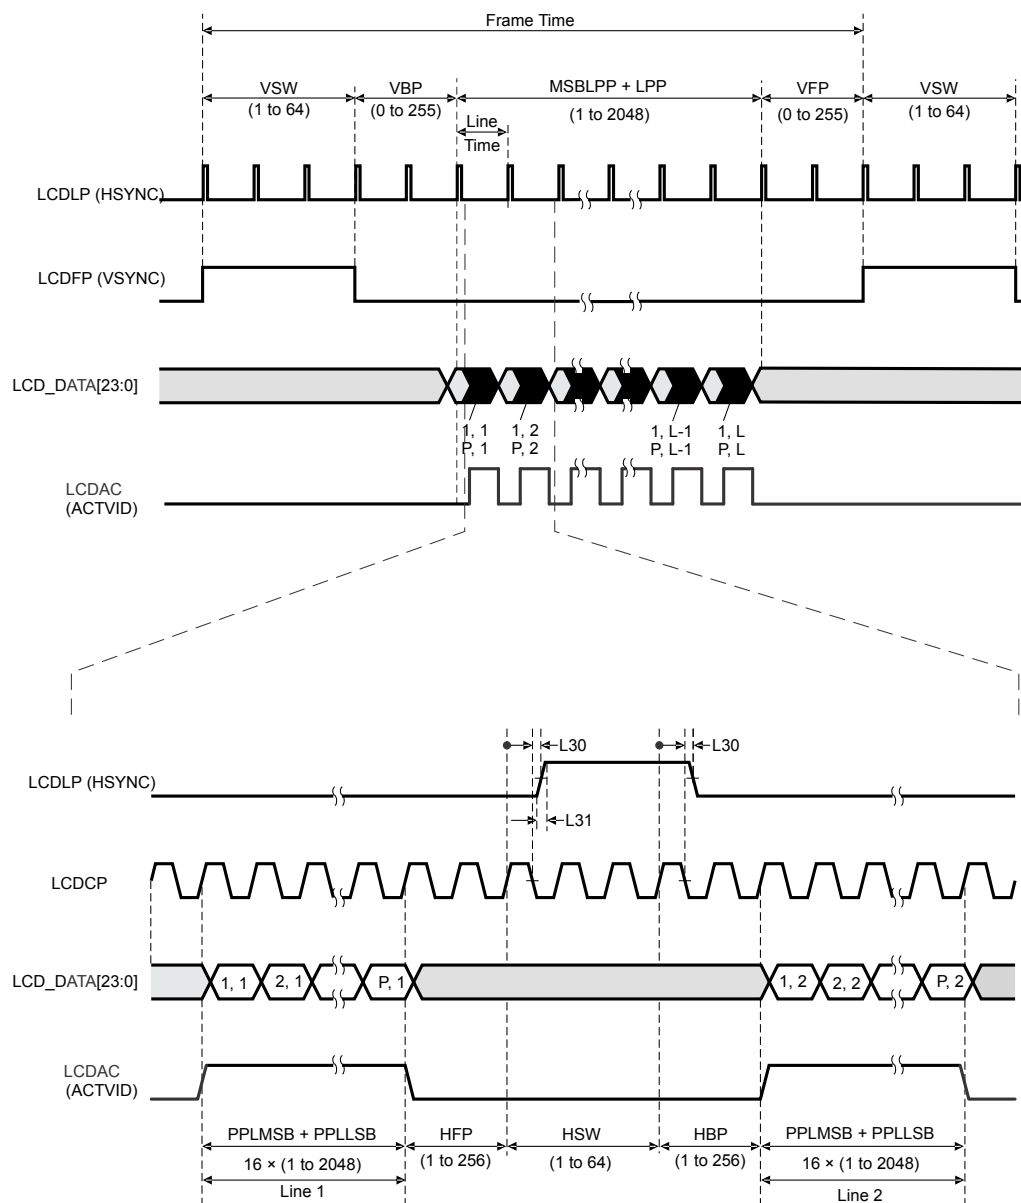 Frame Time
VSW VBP MSBLPP + LPP VFP VSW
(1 to 64) (0 to 255) (1 to 2048) (0 to 255) (1 to 64)
Line
Time
LCDLP (HSYNC)
LCDFP (VSYNC)
LCD_DATA[23:0]
1, 1 1, 2 1, L-1 1, L
P, 1 P, 2 P, L-1 P, L
LCDAC
(ACTVID)
L30 L30
LCDLP (HSYNC)
L31
LCDCP
LCD_DATA[23:0] 1, 1 2, 1 P, 1 1, 2 2, 2 P, 2
LCDAC
(ACTVID)
PPLMSB + PPLLSB HFP HSW HBP PPLMSB + PPLLSB
16 × (1 to 2048) (1 to 256) (1 to 64) (1 to 256) 16 × (1 to 2048)
Line 1 Line 2